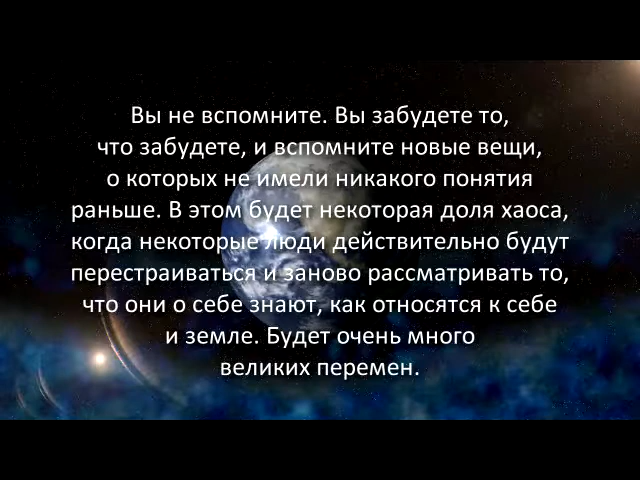 Вы не вспомните. Вы забудете то,
что забудете, и вспомните новые вещи,
о которых не имели никакого понятия
раньше. В этом будет некоторая доля хаоса,
когда некоторые люди действительно будут
перестраиваться и заново рассматривать то,
что они о себе знают, как относятся к себе
и земле. Будет очень много
великих перемен.